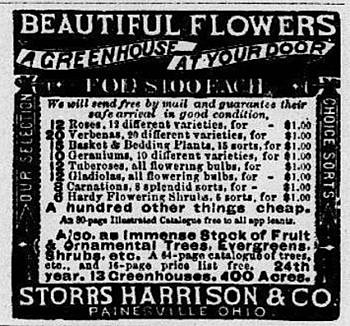 BEAUTIFUL FLOWERS
A GREENHOUSE AT YOUR DOOR
FOR $1.00 EACH.
OUR SELECTION
CHOICE SORTS
We will send free by mail and guarantee their
safe arrival in good condition,
12 Roses, 12 different varieties, for - $1.00
20 Verbenas, 20 different varieties, for - $1.00
15 Basket & Bedding Plants, 15 sorts, for $1.00
10 Geraniums, 10 different varieties, for $1.00
12 Tuberoses, all flowering bulbs, for - $1.00
12 Gladiolas, all flowering bulbs, for - $1.00
8 Carnations, 8 splendid sorts, for - $1.00
6 Hardy Flowering Shrubs, 6 sorts, for $1.00
A hundred other things cheap.
An 80-page Illustrated Catalogue free to all applicants.
Also, an Immense Stock of Fruit
& Ornamental Trees, Evergreens,
Shrubs, etc. A 64-page catalogue of trees,
etc., and 16-page price list free. 24th
year. 13 Greenhouses. 400 Acres.
STORRS HARRISON & CO.
PAINESVILLE OHIO.